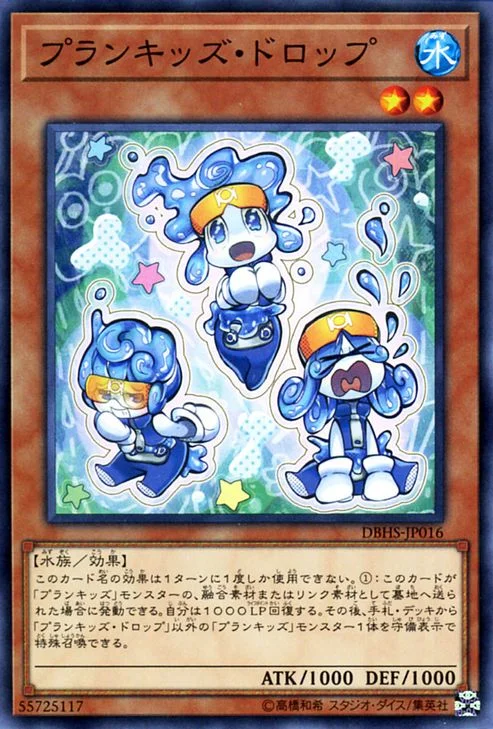 プランキッズ・ドロップ
水
DBHS-JP016
【水族／効果】
このカード名の効果は１ターンに１度しか使用できない。①：このカードが
「プランキッズ」モンスターの、融合素材またはリンク素材として墓地へ送ら
れた場合に発動できる。自分は１０００ＬＰ回復する。その後、手札・デッキから
「プランキッズ・ドロップ」以外の「プランキッズ」モンスター１体を守備表示で
特殊召喚できる。
ATK/1000 DEF/1000
55725117 ©高橋和希 スタジオ・ダイス/集英社